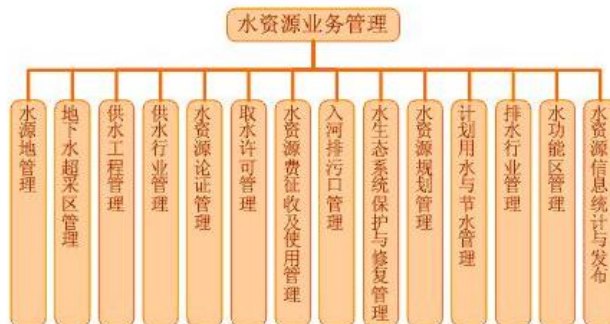 水资源业务管理
水源地管理
地下水超采区管理
供水工程管理
供水行业管理
水资源论证管理
取水许可管理
水资源费征收及使用管理
入河排污口管理
水生态系统保护与修复管理
水资源规划管理
计划用水与节水管理
排水行业管理
水功能区管理
水资源信息统计与发布